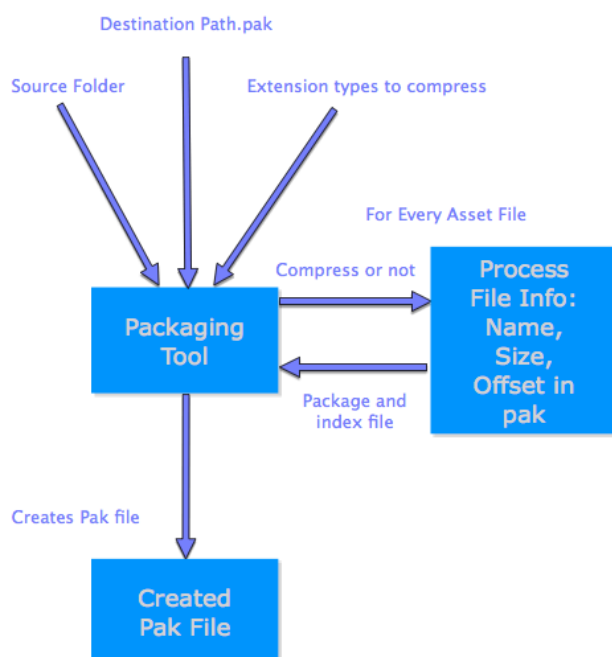 Destination Path.pak
Source Folder
Extension types to compress
For Every Asset File
Compress or not
Process
File Info:
Name,
Size,
Offset in
pak
Packaging
Tool
Package and
index file
Creates Pak file
Created
Pak File